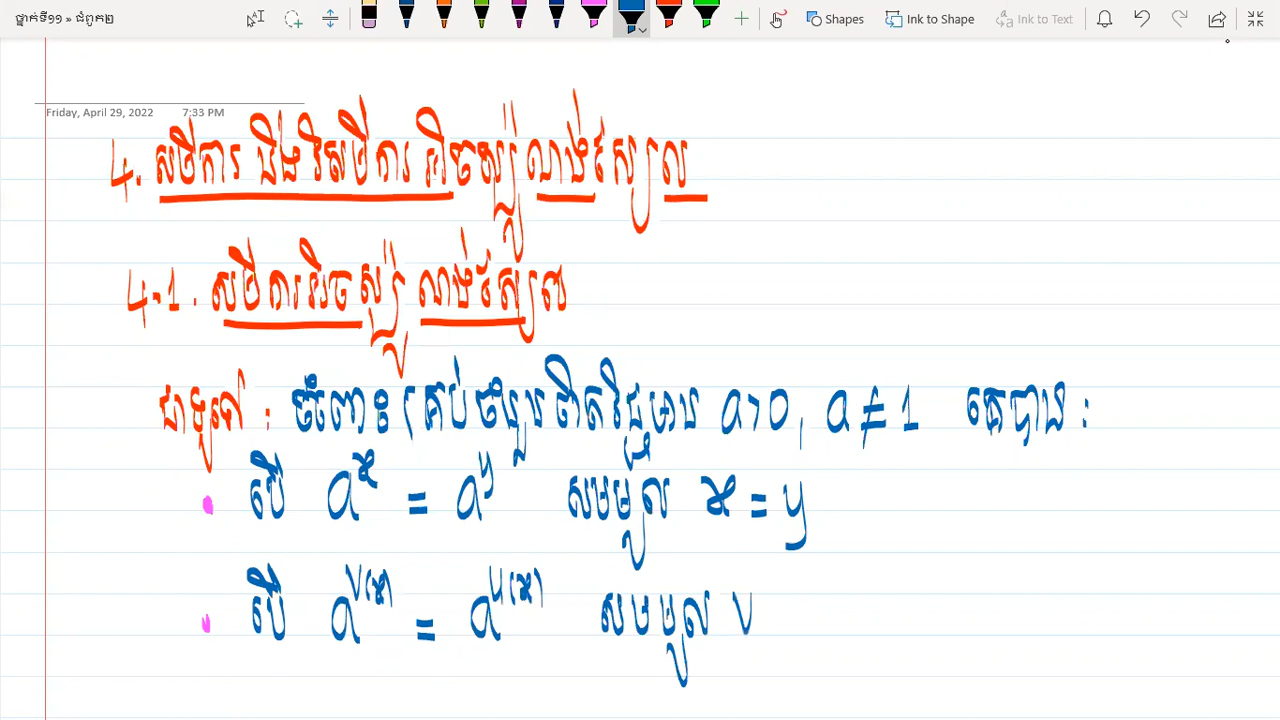 ថ្នាក់ទី១១ » ជំពូក២
Shapes
Ink to Shape
Ink to Text
Friday, April 29, 2022 7:33 PM
4. សមីការ និងវិសមីការ អិចស្ប៉ូណង់ស្យែល
4.1. សមីការអិចស្ប៉ូណង់ស្យែល
ជាទូទៅ : ចំពោះគ្រប់ចំនួនពិតវិជ្ជមាន a>0, a≠1 គេបាន :
• បើ aˣ = aʸ សមមូល x = y
• បើ a^u(x) = a^v(x) សមមូល